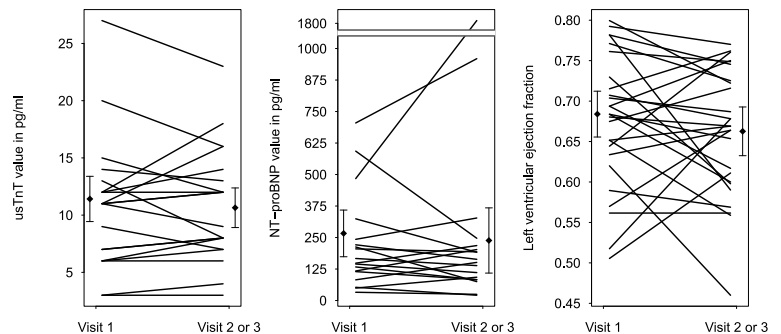 usTnT value in pg/ml
25
20
15
10
5
Visit 1
Visit 2 or 3
NT−proBNP value in pg/ml
1800
1000
875
750
625
500
375
250
125
0
Visit 1
Visit 2 or 3
Left ventricular ejection fraction
0.80
0.75
0.70
0.65
0.60
0.55
0.50
0.45
Visit 1
Visit 2 or 3